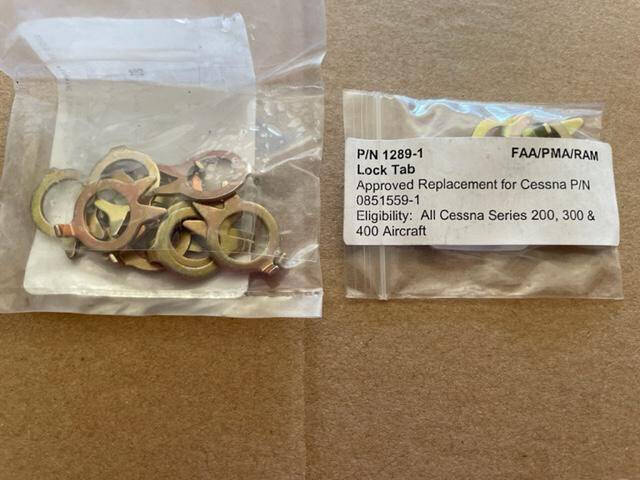 P/N 1289-1 FAA/PMA/RAM
Lock Tab
Approved Replacement for Cessna P/N
0851559-1
Eligibility: All Cessna Series 200, 300 &
400 Aircraft